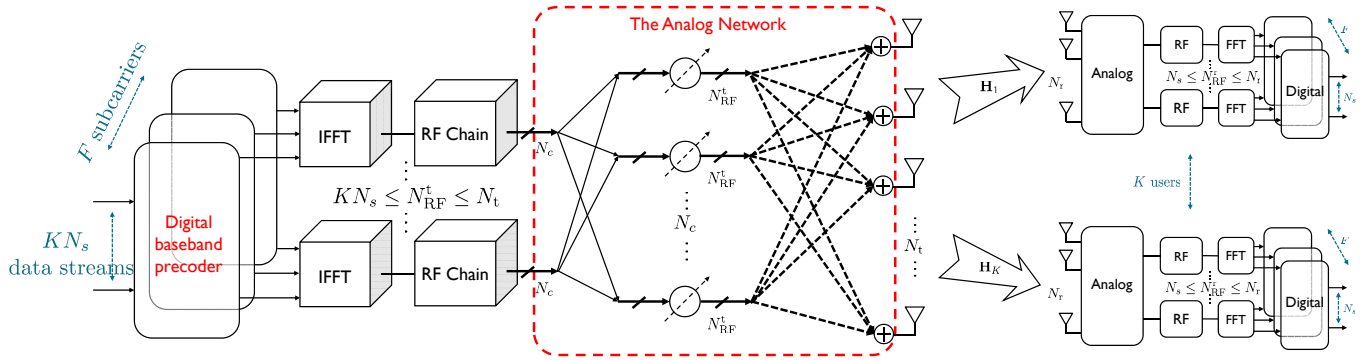 The Analog Network
F subcarriers
IFFT
RF Chain
N_c
N_RF^t
KN_s ≤ N_RF^t ≤ N_t
Digital
baseband
precoder
KN_s
data streams
IFFT
RF Chain
N_c
N_RF^t
N_c
N_RF^t
N_t
H_1
H_K
N_r
Analog
RF
FFT
N_s ≤ N_RF^r ≤ N_t
RF
FFT
Digital
F
N_s
K users
N_r
Analog
RF
FFT
N_s ≤ N_RF^r ≤ N_r
RF
FFT
Digital
F
N_s